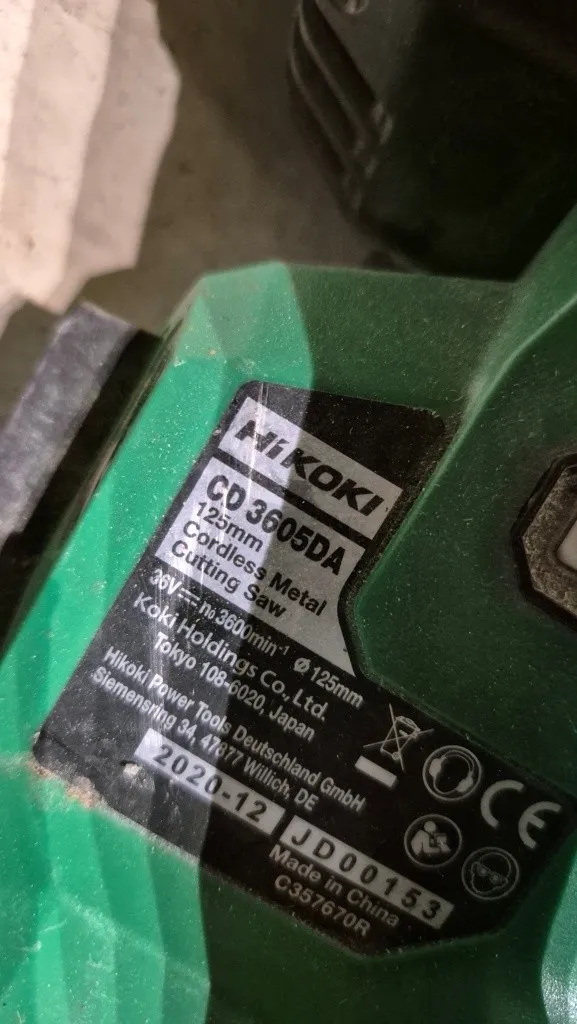 HiKOKI
CD 3605DA
125mm
Cordless Metal
Cutting Saw
36V⎓ n₀3600min⁻¹ ø125mm
Koki Holdings Co., Ltd.
Tokyo 108-6020, Japan
Hikoki Power Tools Deutschland GmbH
Siemensring 34, 47877 Willich, DE
2020-12 JD00153
Made in China
C357670R
CE